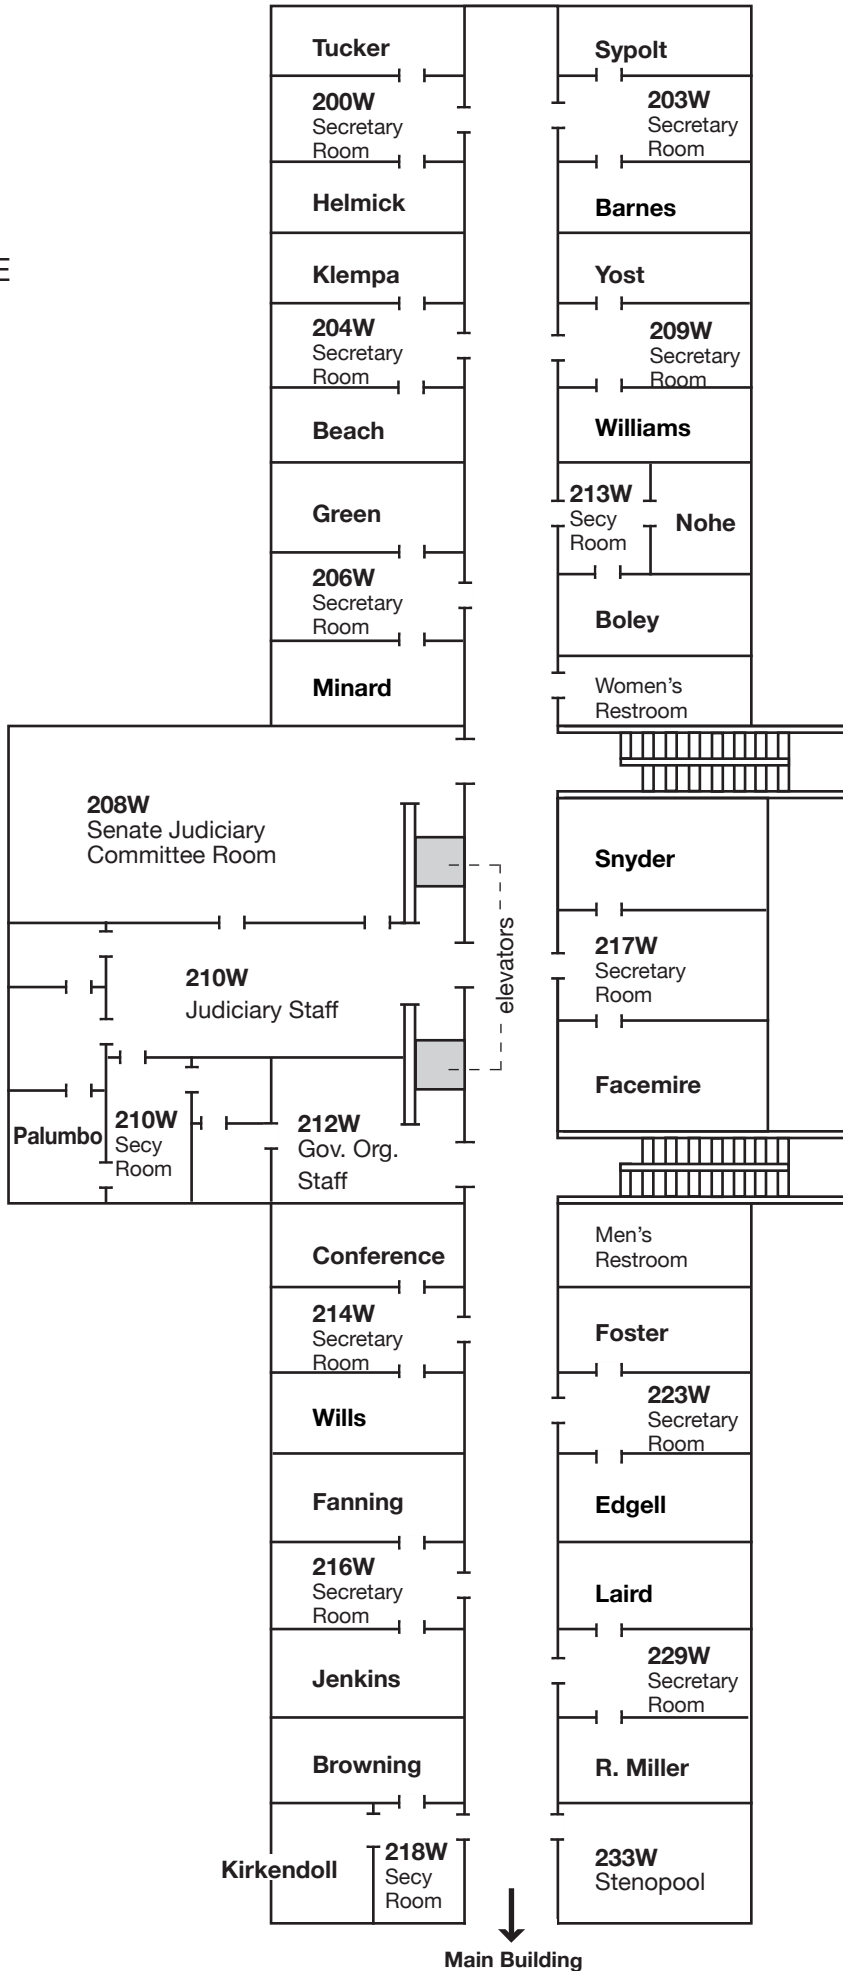 Tucker
200W
Secretary
Room
Helmick
Klempa
204W
Secretary
Room
Beach
Green
206W
Secretary
Room
Minard
Sypolt
203W
Secretary
Room
Barnes
Yost
209W
Secretary
Room
Williams
213W
Secy
Room
Nohe
Boley
Women's
Restroom
E
208W
Senate Judiciary
Committee Room
210W
Judiciary Staff
Palumbo
210W
Secy
Room
212W
Gov. Org.
Staff
elevators
Snyder
217W
Secretary
Room
Facemire
Conference
214W
Secretary
Room
Wills
Fanning
216W
Secretary
Room
Jenkins
Browning
Kirkendoll
218W
Secy
Room
Men's
Restroom
Foster
223W
Secretary
Room
Edgell
Laird
229W
Secretary
Room
R. Miller
233W
Stenopool
Main Building